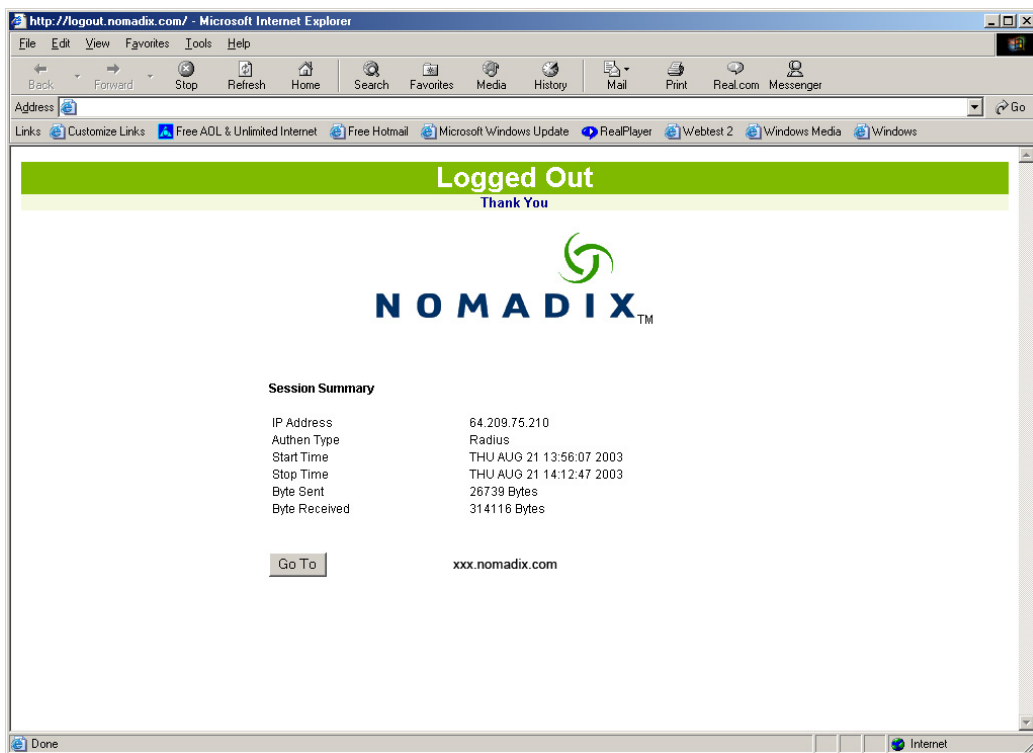 http://logout.nomadix.com/ - Microsoft Internet Explorer
File Edit View Favorites Tools Help
Back Forward Stop Refresh Home Search Favorites Media History Mail Print Real.com Messenger
Address Go
Links Customize Links Free AOL & Unlimited Internet Free Hotmail Microsoft Windows Update RealPlayer Webtest 2 Windows Media Windows
Logged Out
Thank You
NOMADIX TM
Session Summary
IP Address 64.209.75.210
Authen Type Radius
Start Time THU AUG 21 13:56:07 2003
Stop Time THU AUG 21 14:12:47 2003
Byte Sent 26739 Bytes
Byte Received 314116 Bytes
Go To xxx.nomadix.com
Done Internet